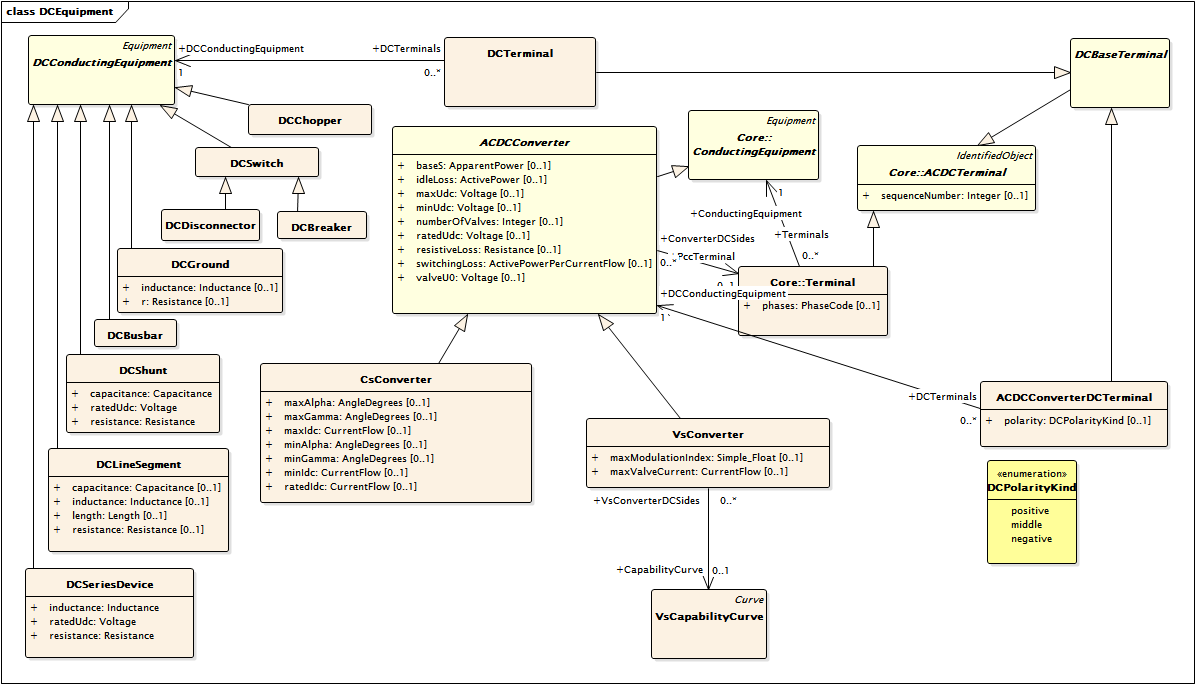 class DCEquipment
Equipment
DCConductingEquipment
+DCConductingEquipment
1
+DCTerminals
0..*
DCTerminal
DCBaseTerminal
DCChopper
DCSwitch
DCDisconnector
DCBreaker
ACDCConverter
+ baseS: ApparentPower [0..1]
+ idleLoss: ActivePower [0..1]
+ maxUdc: Voltage [0..1]
+ minUdc: Voltage [0..1]
+ numberOfValves: Integer [0..1]
+ ratedUdc: Voltage [0..1]
+ resistiveLoss: Resistance [0..1]
+ switchingLoss: ActivePowerPerCurrentFlow [0..1]
+ valveU0: Voltage [0..1]
Equipment
Core::
ConductingEquipment
1
+ConductingEquipment
+Terminals
0..*
IdentifiedObject
Core::ACDCTerminal
+ sequenceNumber: Integer [0..1]
+ConverterDCSides
0..*
PccTerminal
0..1
Core::Terminal
+ phases: PhaseCode [0..1]
+DCConductingEquipment
1
DCGround
+ inductance: Inductance [0..1]
+ r: Resistance [0..1]
DCBusbar
DCShunt
+ capacitance: Capacitance
+ ratedUdc: Voltage
+ resistance: Resistance
CsConverter
+ maxAlpha: AngleDegrees [0..1]
+ maxGamma: AngleDegrees [0..1]
+ maxIdc: CurrentFlow [0..1]
+ minAlpha: AngleDegrees [0..1]
+ minGamma: AngleDegrees [0..1]
+ minIdc: CurrentFlow [0..1]
+ ratedIdc: CurrentFlow [0..1]
+DCTerminals
0..*
ACDCConverterDCTerminal
+ polarity: DCPolarityKind [0..1]
VsConverter
+ maxModulationIndex: Simple_Float [0..1]
+ maxValveCurrent: CurrentFlow [0..1]
DCLineSegment
+ capacitance: Capacitance [0..1]
+ inductance: Inductance [0..1]
+ length: Length [0..1]
+ resistance: Resistance [0..1]
«enumeration»
DCPolarityKind
positive
middle
negative
+VsConverterDCSides
0..*
+CapabilityCurve
0..1
Curve
VsCapabilityCurve
DCSeriesDevice
+ inductance: Inductance
+ ratedUdc: Voltage
+ resistance: Resistance